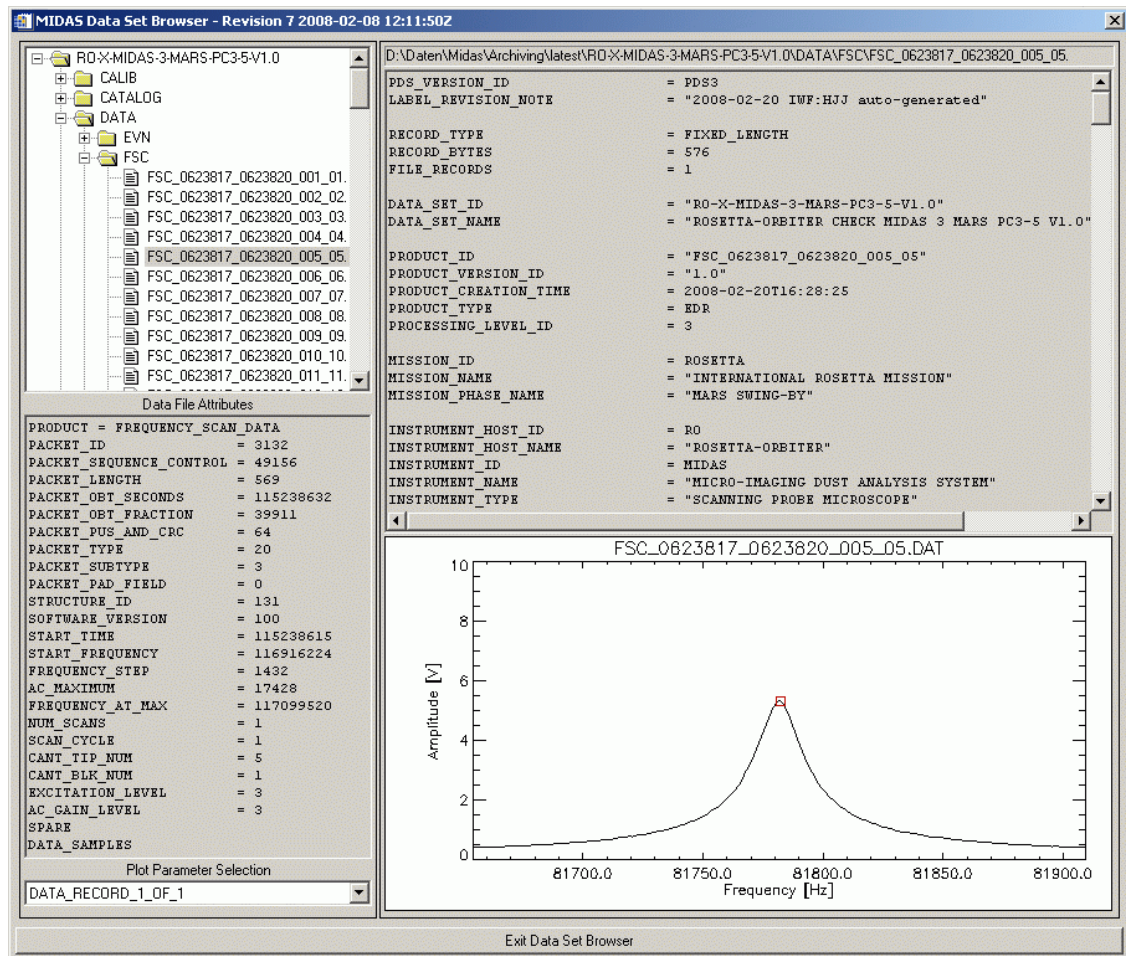 MIDAS Data Set Browser - Revision 7 2008-02-08 12:11:50Z
RO-X-MIDAS-3-MARS-PC3-5-V1.0
CALIB
CATALOG
DATA
EVN
FSC
FSC_0623817_0623820_001_01.
FSC_0623817_0623820_002_02.
FSC_0623817_0623820_003_03.
FSC_0623817_0623820_004_04.
FSC_0623817_0623820_005_05.
FSC_0623817_0623820_006_06.
FSC_0623817_0623820_007_07.
FSC_0623817_0623820_008_08.
FSC_0623817_0623820_009_09.
FSC_0623817_0623820_010_10.
FSC_0623817_0623820_011_11.
Data File Attributes
PRODUCT = FREQUENCY_SCAN_DATA
PACKET_ID = 3132
PACKET_SEQUENCE_CONTROL = 49156
PACKET_LENGTH = 569
PACKET_OBT_SECONDS = 115238632
PACKET_OBT_FRACTION = 39911
PACKET_PUS_AND_CRC = 64
PACKET_TYPE = 20
PACKET_SUBTYPE = 3
PACKET_PAD_FIELD = 0
STRUCTURE_ID = 131
SOFTWARE_VERSION = 100
START_TIME = 115238615
START_FREQUENCY = 116916224
FREQUENCY_STEP = 1432
AC_MAXIMUM = 17428
FREQUENCY_AT_MAX = 117099520
NUM_SCANS = 1
SCAN_CYCLE = 1
CANT_TIP_NUM = 5
CANT_BLK_NUM = 1
EXCITATION_LEVEL = 3
AC_GAIN_LEVEL = 3
SPARE
DATA_SAMPLES
Plot Parameter Selection
DATA_RECORD_1_OF_1
D:\Daten\Midas\Archiving\latest\RO-X-MIDAS-3-MARS-PC3-5-V1.0\DATA\FSC\FSC_0623817_0623820_005_05.
PDS_VERSION_ID = PDS3
LABEL_REVISION_NOTE = "2008-02-20 IWF:HJJ auto-generated"
RECORD_TYPE = FIXED_LENGTH
RECORD_BYTES = 576
FILE_RECORDS = 1
DATA_SET_ID = "RO-X-MIDAS-3-MARS-PC3-5-V1.0"
DATA_SET_NAME = "ROSETTA-ORBITER CHECK MIDAS 3 MARS PC3-5 V1.0"
PRODUCT_ID = "FSC_0623817_0623820_005_05"
PRODUCT_VERSION_ID = "1.0"
PRODUCT_CREATION_TIME = 2008-02-20T16:28:25
PRODUCT_TYPE = EDR
PROCESSING_LEVEL_ID = 3
MISSION_ID = ROSETTA
MISSION_NAME = "INTERNATIONAL ROSETTA MISSION"
MISSION_PHASE_NAME = "MARS SWING-BY"
INSTRUMENT_HOST_ID = RO
INSTRUMENT_HOST_NAME = "ROSETTA-ORBITER"
INSTRUMENT_ID = MIDAS
INSTRUMENT_NAME = "MICRO-IMAGING DUST ANALYSIS SYSTEM"
INSTRUMENT_TYPE = "SCANNING PROBE MICROSCOPE"
FSC_0623817_0623820_005_05.DAT
10
8
6
4
2
0
Amplitude [V]
81700.0 81750.0 81800.0 81850.0 81900.0
Frequency [Hz]
Exit Data Set Browser